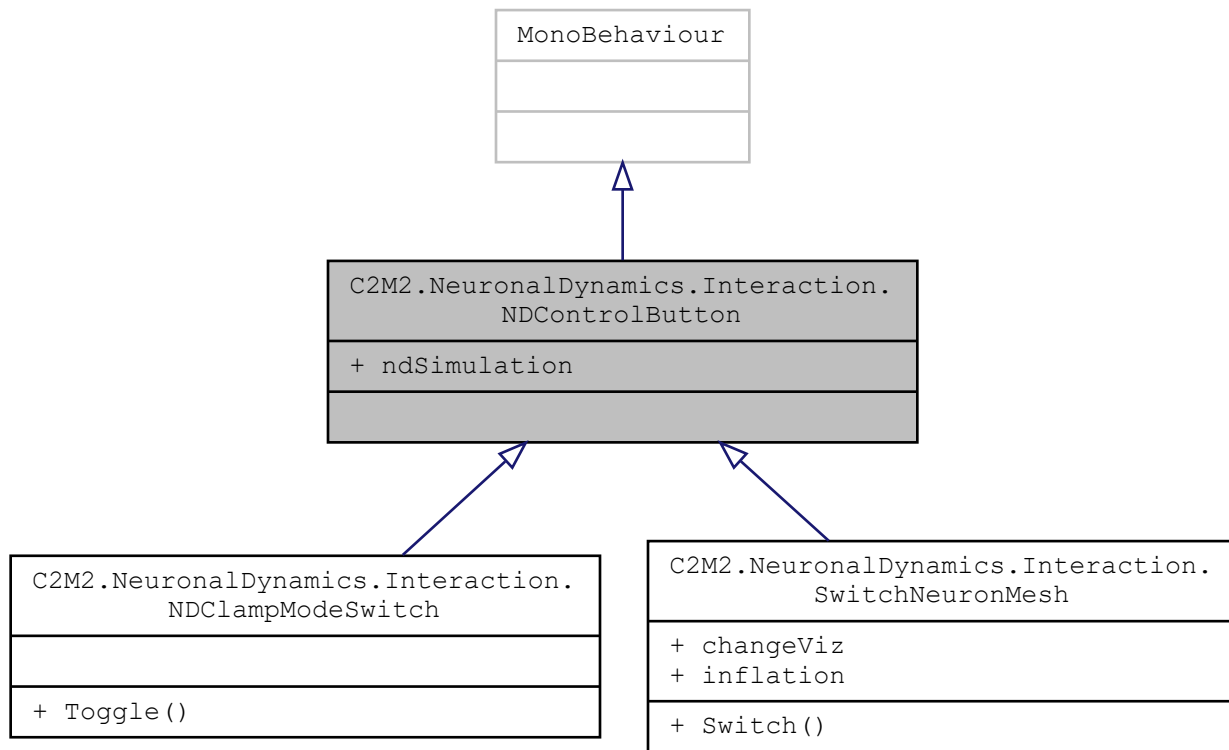 MonoBehaviour
C2M2.NeuronalDynamics.Interaction.
NDControlButton
+ ndSimulation
C2M2.NeuronalDynamics.Interaction.
NDClampModeSwitch
+ Toggle()
C2M2.NeuronalDynamics.Interaction.
SwitchNeuronMesh
+ changeViz
+ inflation
+ Switch()